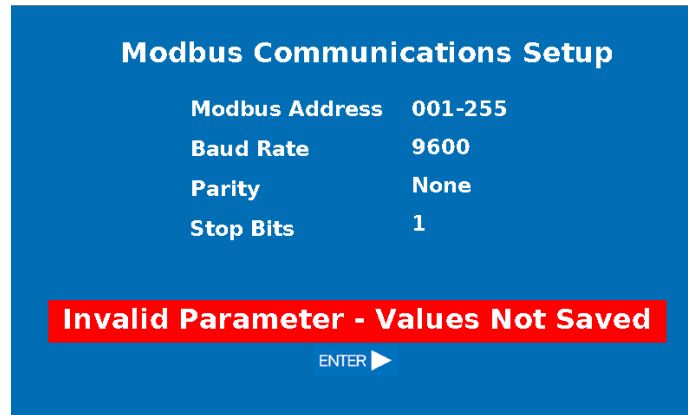 Modbus Communications Setup
Modbus Address 001-255
Baud Rate 9600
Parity None
Stop Bits 1
Invalid Parameter - Values Not Saved
ENTER